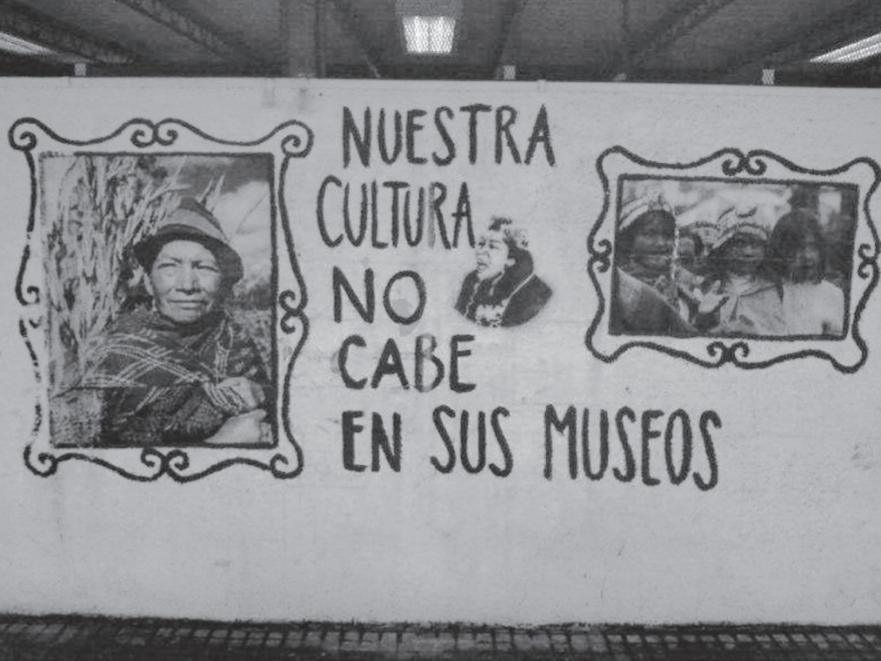 NUESTRA
CULTURA
NO
CABE
EN SUS MUSEOS